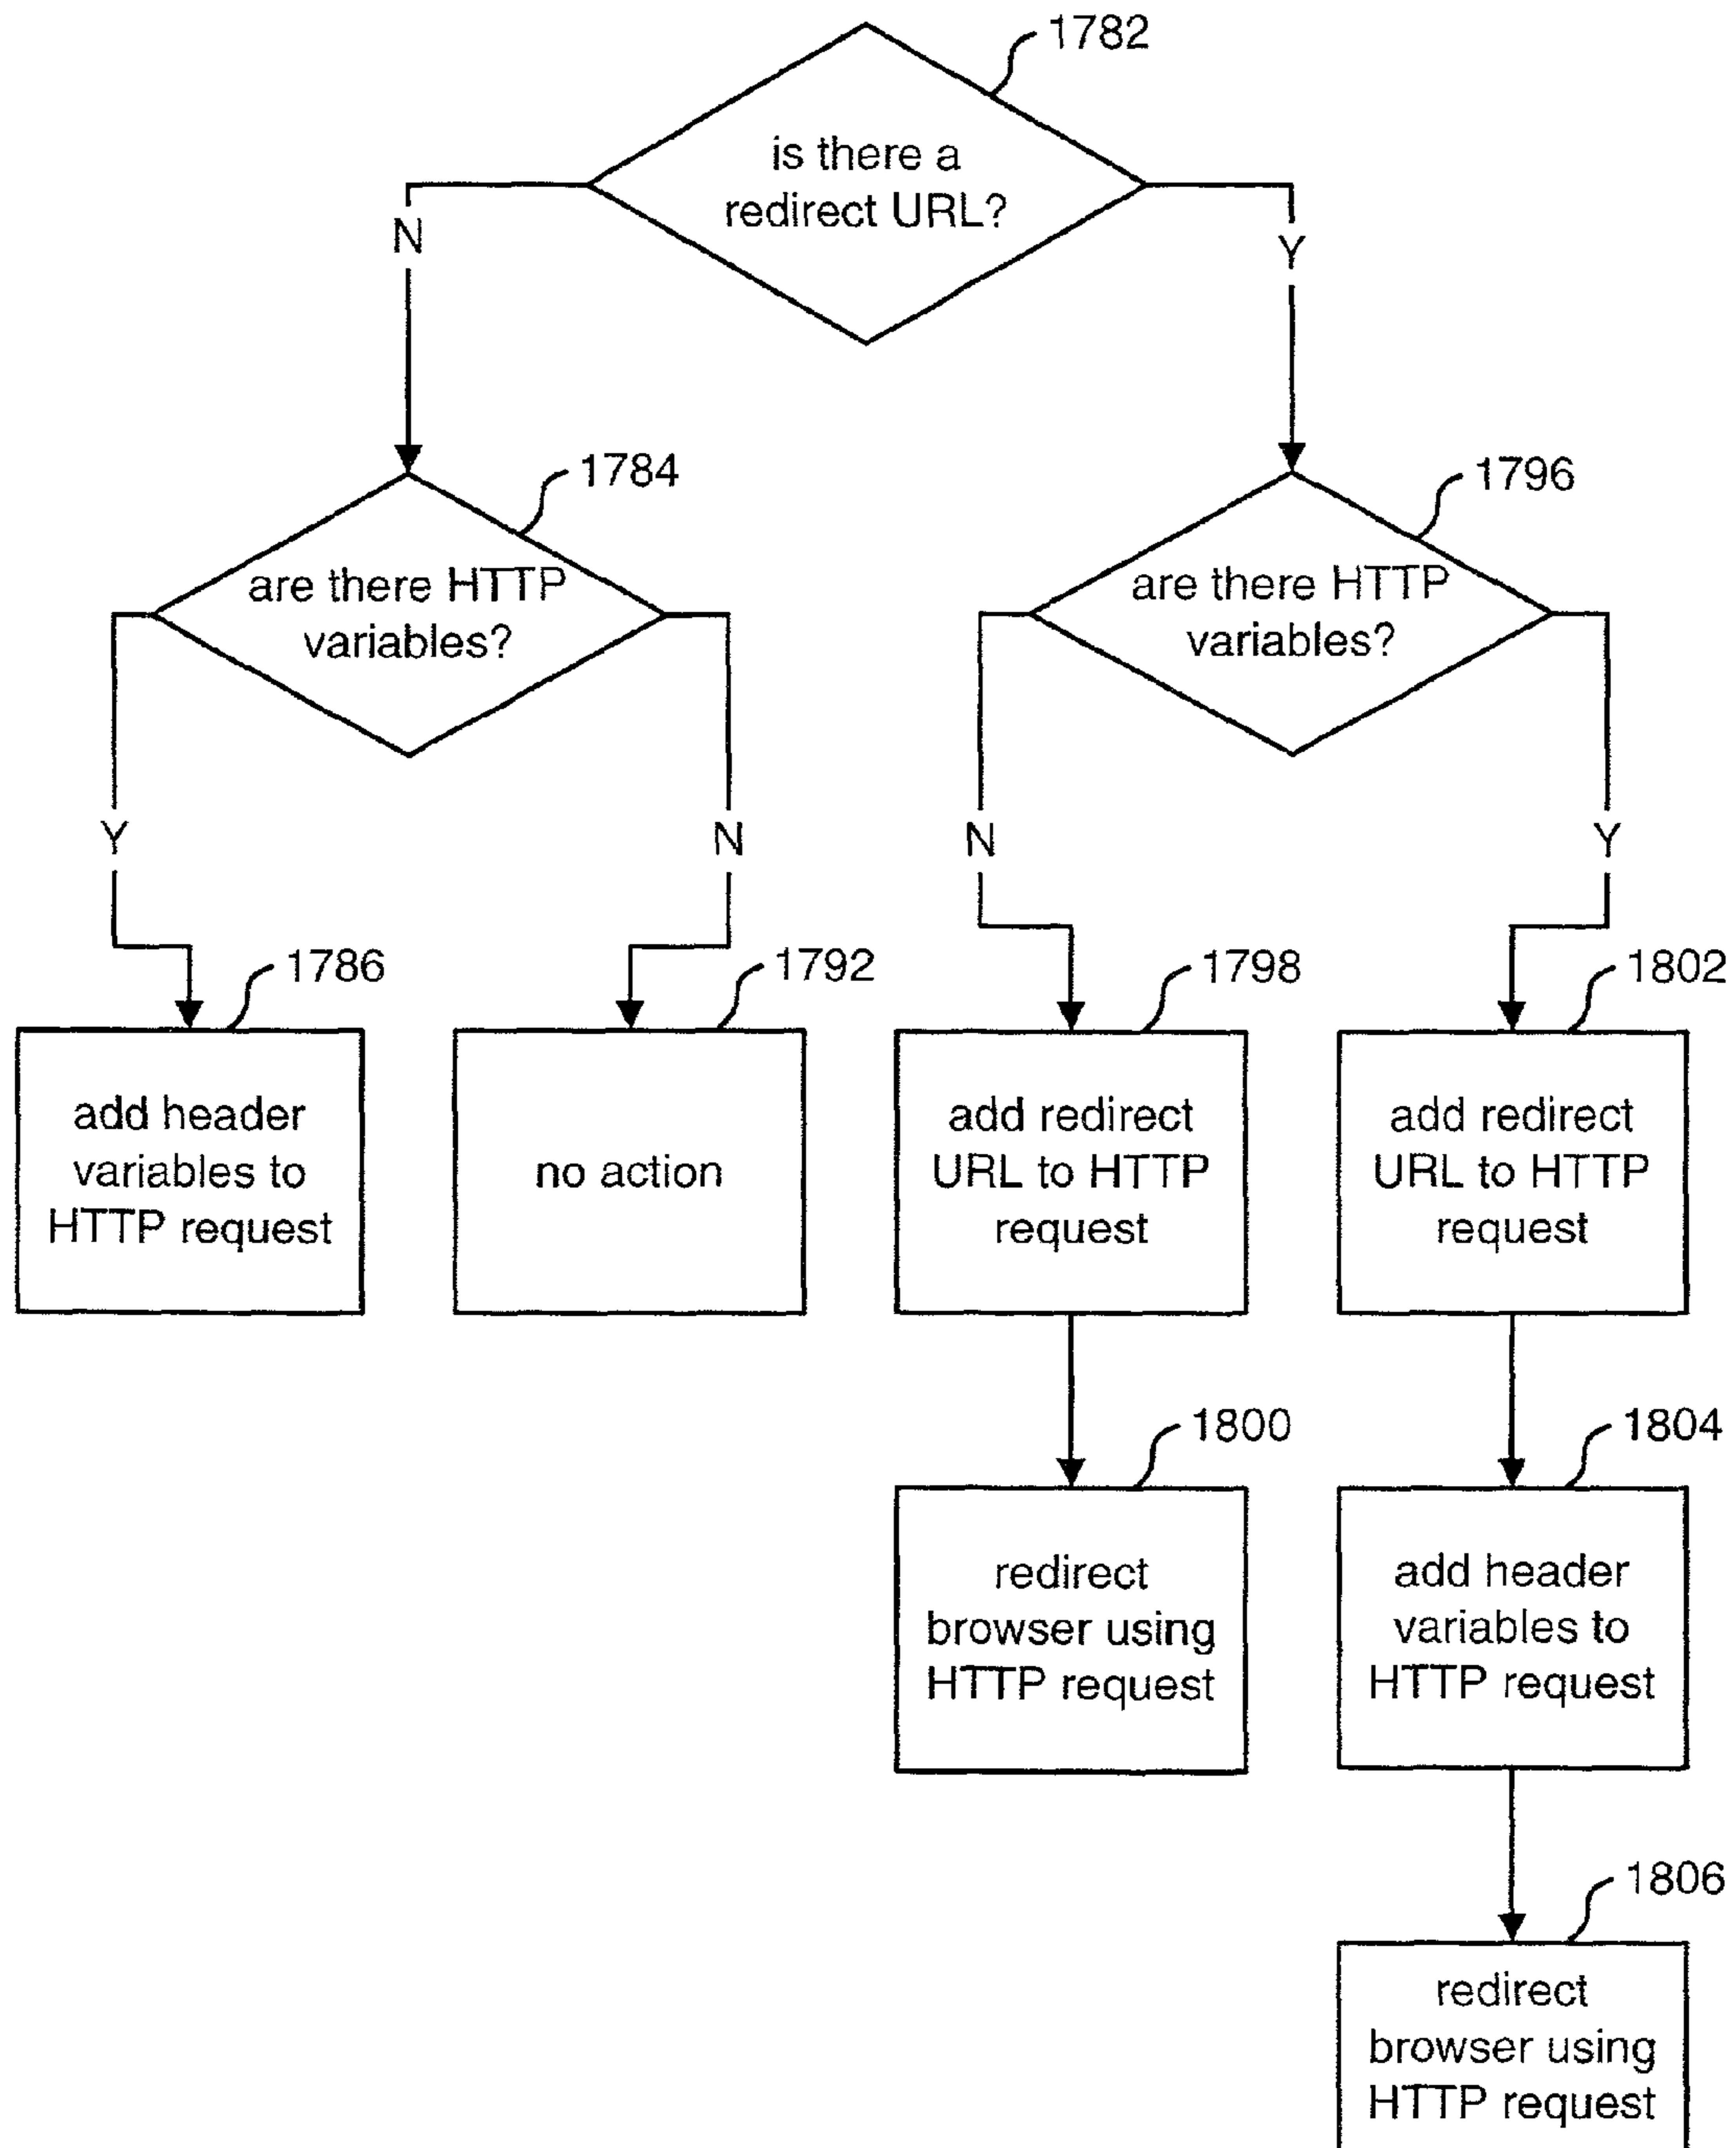 1782
is there a
redirect URL?
N
Y
1784
are there HTTP
variables?
1796
are there HTTP
variables?
Y
N
N
Y
1786
add header
variables to
HTTP request
1792
no action
1798
add redirect
URL to HTTP
request
1802
add redirect
URL to HTTP
request
1800
redirect
browser using
HTTP request
1804
add header
variables to
HTTP request
1806
redirect
browser using
HTTP request